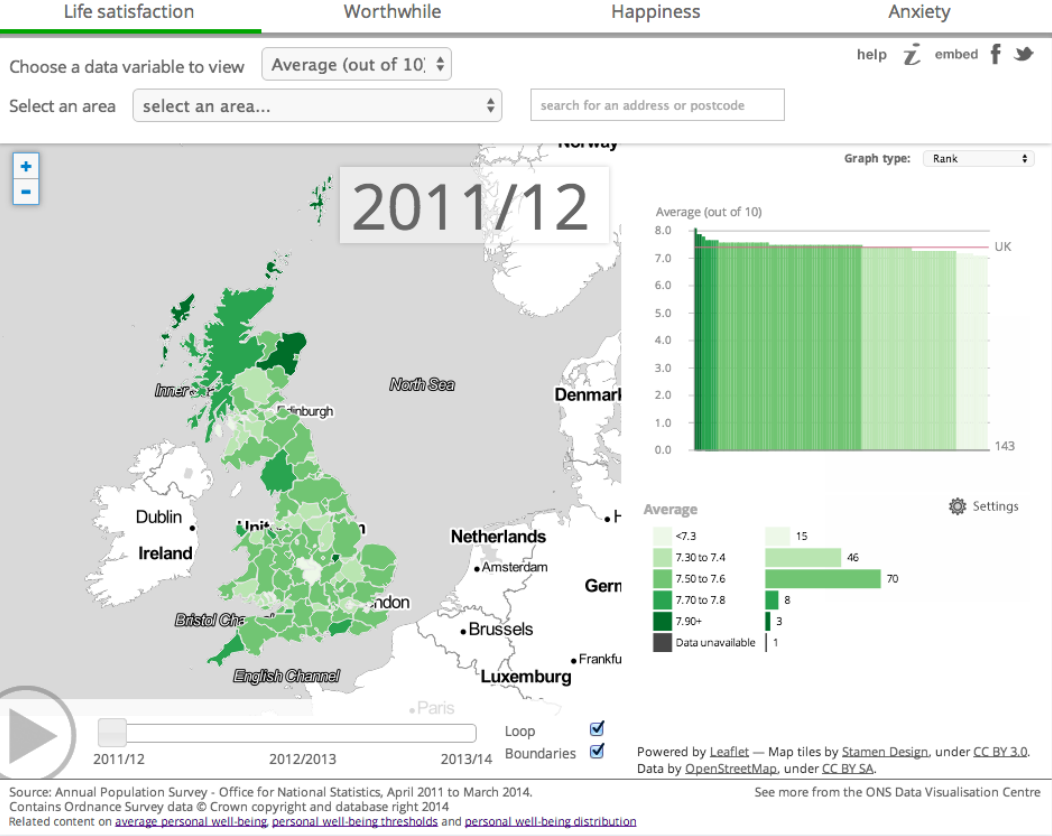 Life satisfaction Worthwhile Happiness Anxiety
help i embed f
Choose a data variable to view Average (out of 10)
Select an area select an area... search for an address or postcode
Graph type: Rank
Norway
2011/12
Average (out of 10)
8.0
UK
7.0
6.0
5.0
4.0
3.0
2.0
1.0
143
0.0
Inner
North Sea
Denmark
Edinburgh
Dublin
Ireland
Netherlands
Amsterdam
Bristol
Brussels
English Channel
Luxemburg
Paris
Average
Settings
<7.3 15
7.30 to 7.4 46
7.50 to 7.6 70
7.70 to 7.8 8
7.90+ 3
Data unavailable 1
Loop
Boundaries
2011/12 2012/2013 2013/14
Powered by Leaflet — Map tiles by Stamen Design, under CC BY 3.0.
Data by OpenStreetMap, under CC BY SA.
Source: Annual Population Survey - Office for National Statistics, April 2011 to March 2014.
See more from the ONS Data Visualisation Centre
Contains Ordnance Survey data © Crown copyright and database right 2014
Related content on average personal well-being, personal well-being thresholds and personal well-being distribution